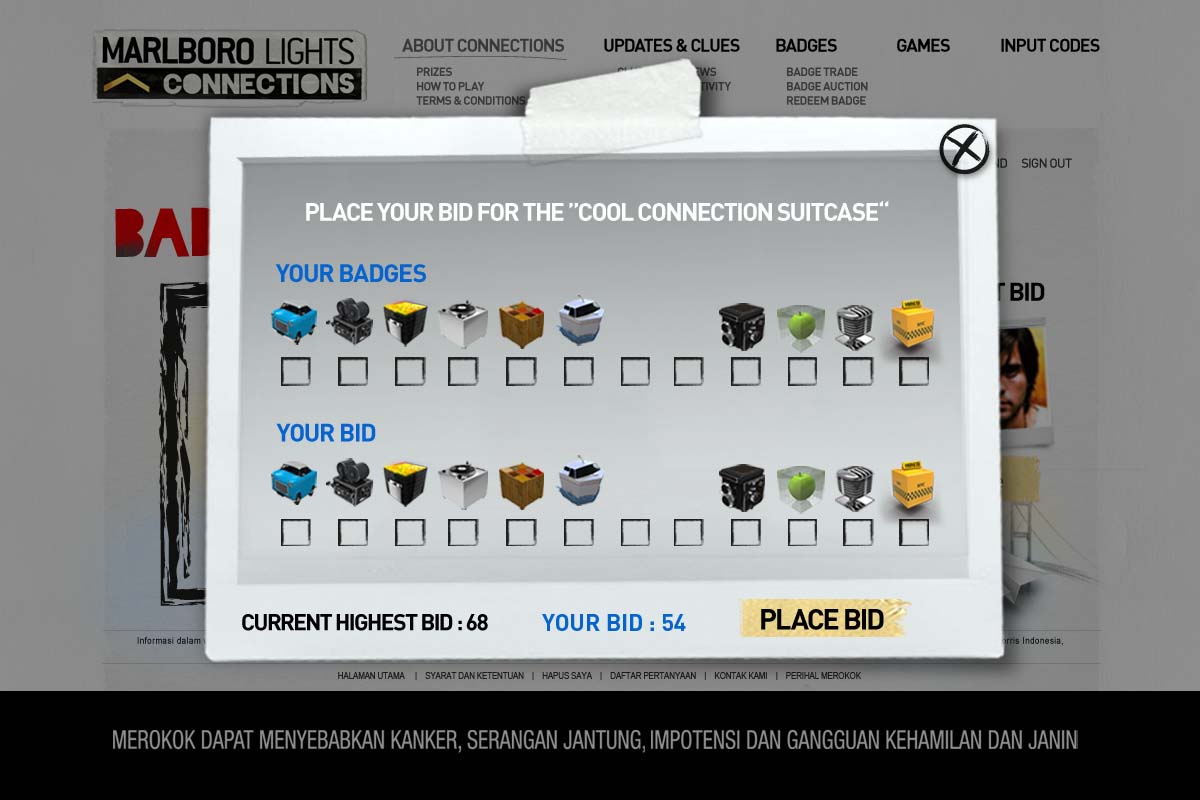 MARLBORO LIGHTS
CONNECTIONS
ABOUT CONNECTIONS
PRIZES
HOW TO PLAY
TERMS & CONDITIONS
UPDATES & CLUES
BADGES
BADGE TRADE
BADGE AUCTION
REDEEM BADGE
GAMES
INPUT CODES
SIGN OUT
PLACE YOUR BID FOR THE ”COOL CONNECTION SUITCASE“
YOUR BADGES
YOUR BID
CURRENT HIGHEST BID : 68
YOUR BID : 54
PLACE BID
BID
Informasi dalam
Indonesia,
HALAMAN UTAMA | SYARAT DAN KETENTUAN | HAPUS SAYA | DAFTAR PERTANYAAN | KONTAK KAMI | PERIHAL MEROKOK
MEROKOK DAPAT MENYEBABKAN KANKER, SERANGAN JANTUNG, IMPOTENSI DAN GANGGUAN KEHAMILAN DAN JANIN